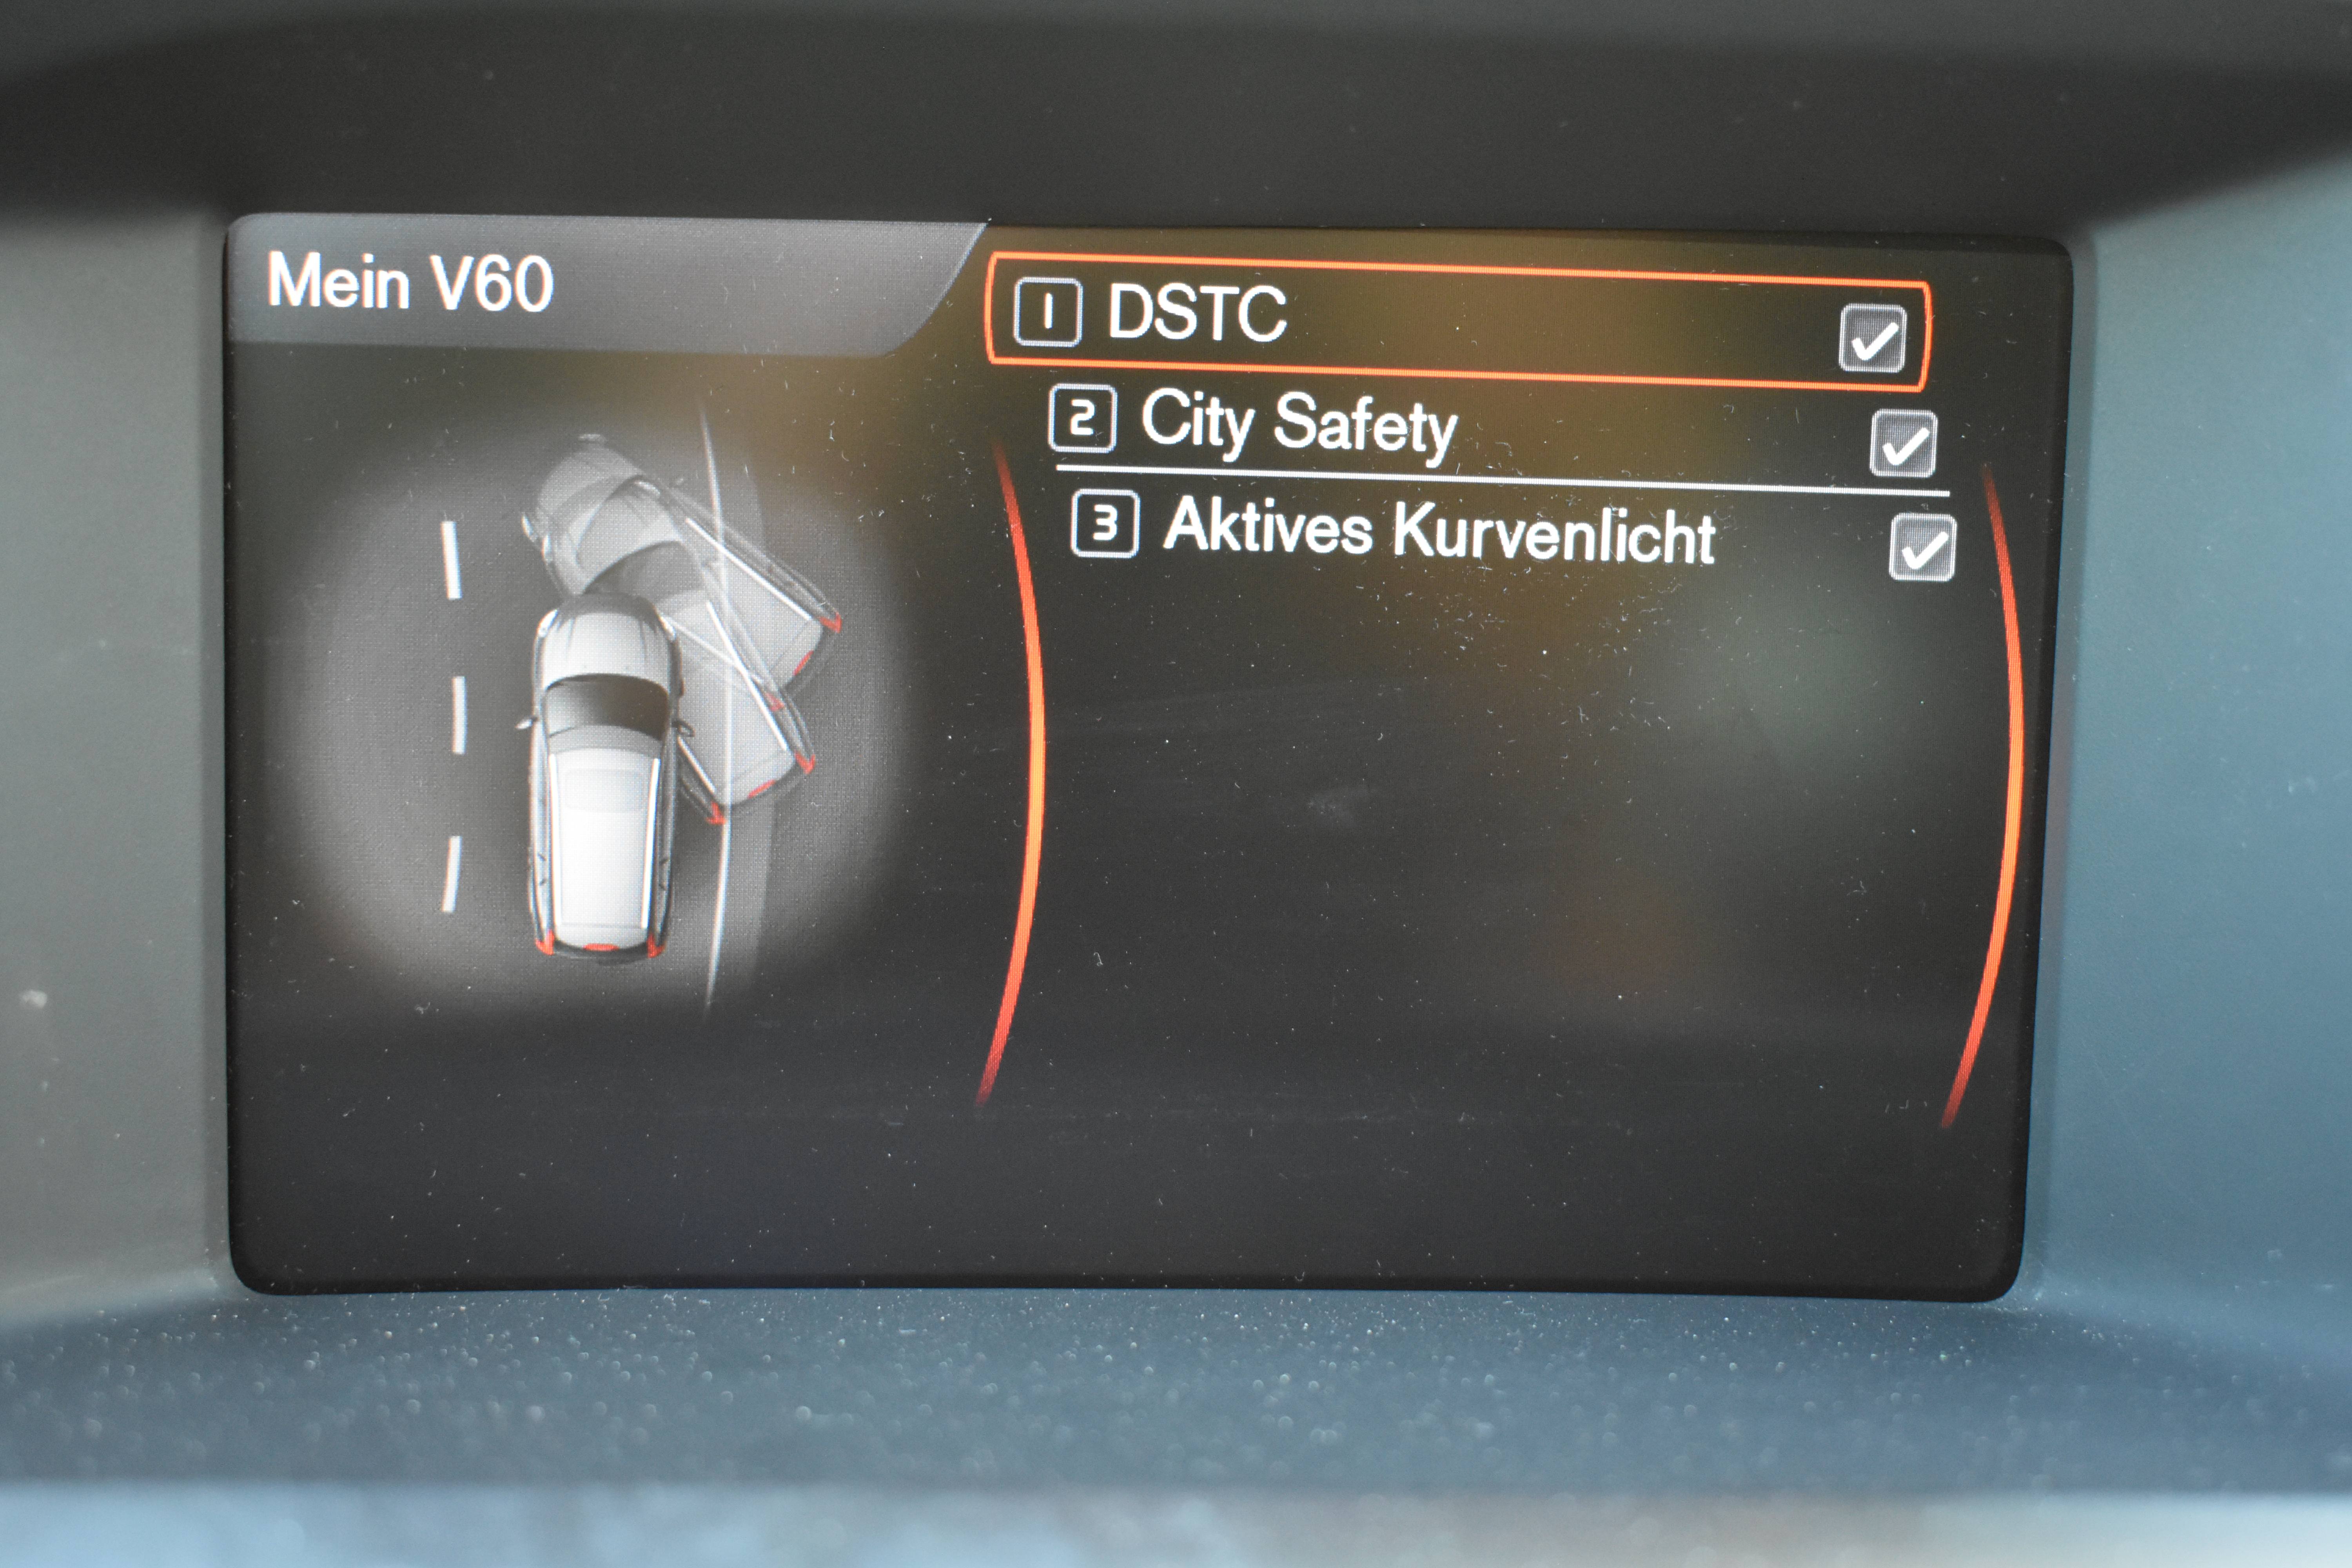 Mein V60
1 DSTC
2 City Safety
3 Aktives Kurvenlicht